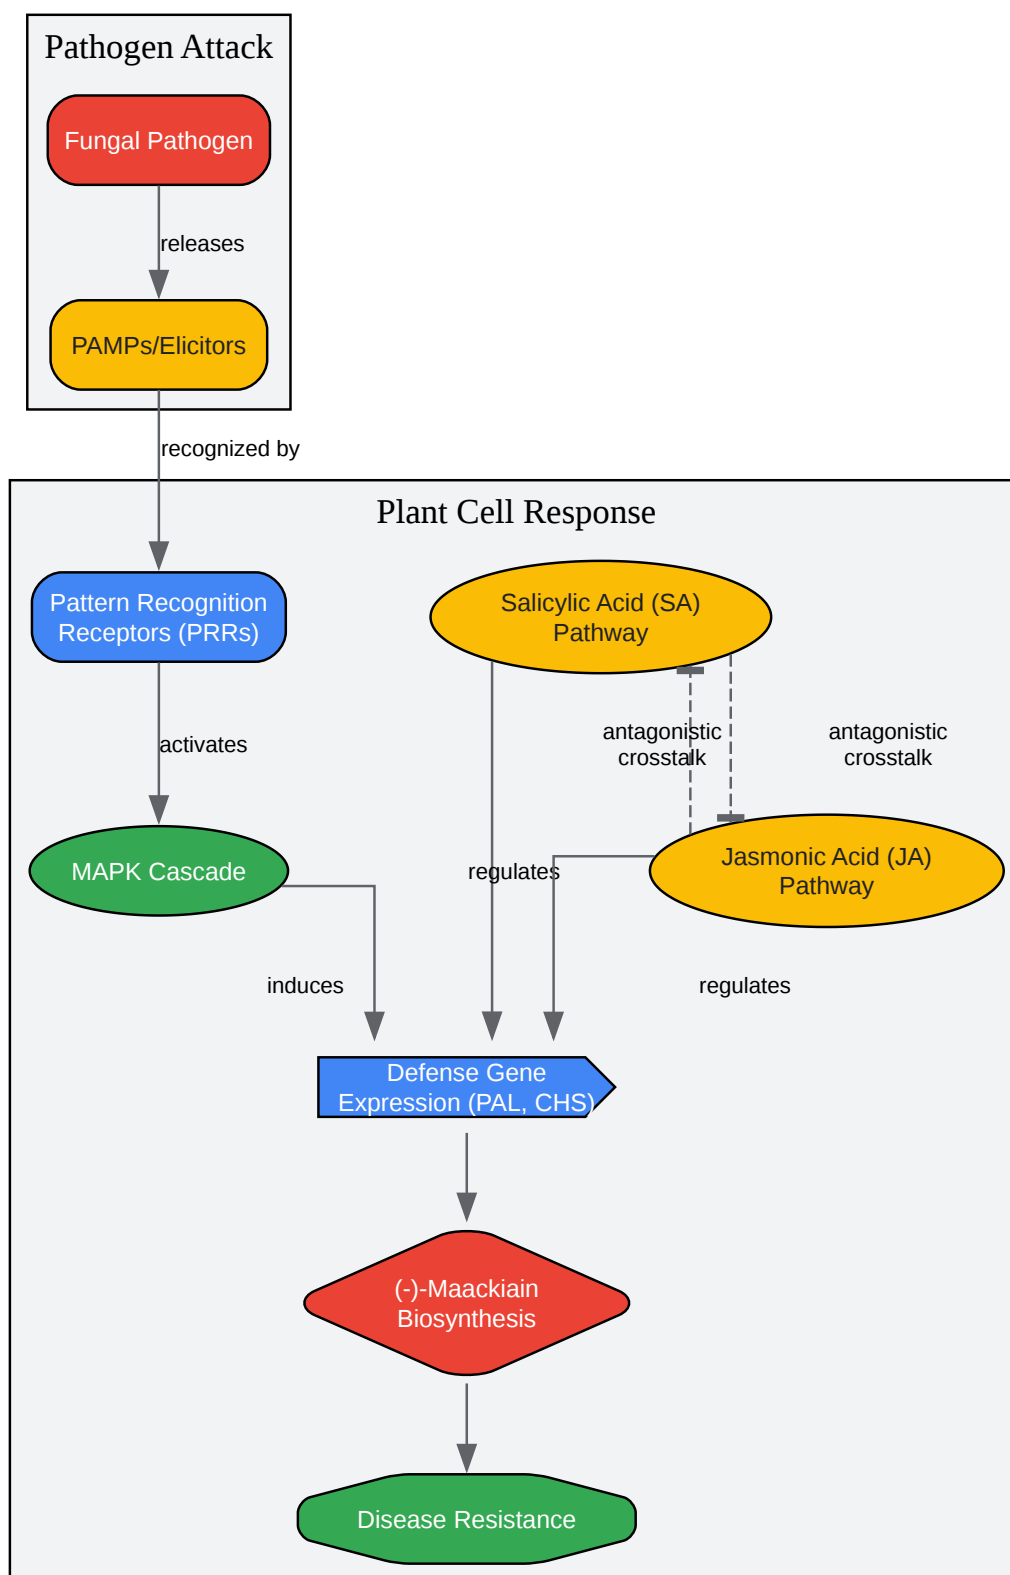 Pathogen Attack
Fungal Pathogen
releases
PAMPs/Elicitors
recognized by
Plant Cell Response
Pattern Recognition
Receptors (PRRs)
Salicylic Acid (SA)
Pathway
activates
antagonistic
crosstalk
antagonistic
crosstalk
MAPK Cascade
regulates
Jasmonic Acid (JA)
Pathway
induces
regulates
Defense Gene
Expression (PAL, CHS)
(-)-Maackiain
Biosynthesis
Disease Resistance